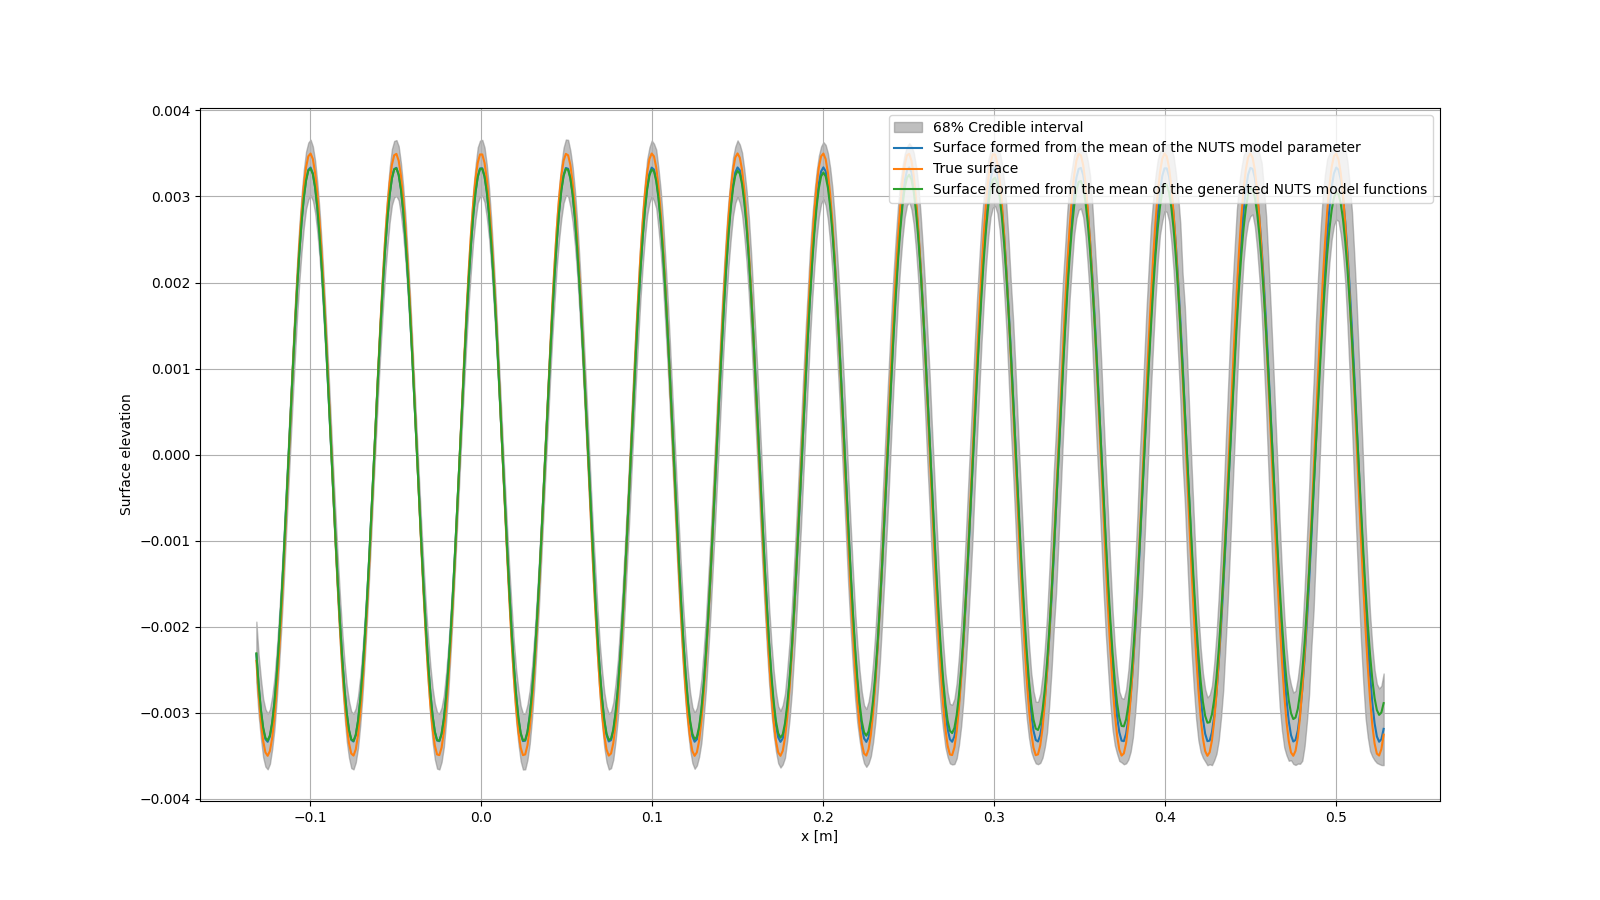 0.004
0.003
0.002
0.001
0.000
−0.001
−0.002
−0.003
−0.004
Surface elevation
68% Credible interval
Surface formed from the mean of the NUTS model parameter
True surface
Surface formed from the mean of the generated NUTS model functions
−0.1 0.0 0.1 0.2 0.3 0.4 0.5
x [m]